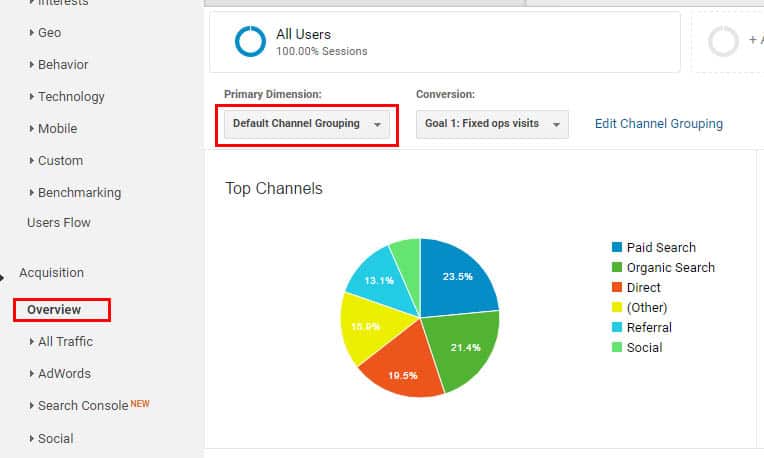 Interests
Geo
Behavior
Technology
Mobile
Custom
Benchmarking
Users Flow
Acquisition
Overview
All Traffic
AdWords
Search Console NEW
Social
All Users
100.00% Sessions
+ A
Primary Dimension:
Default Channel Grouping
Conversion:
Goal 1: Fixed ops visits
Edit Channel Grouping
Top Channels
23.5%
21.4%
19.5%
13.1%
Paid Search
Organic Search
Direct
(Other)
Referral
Social